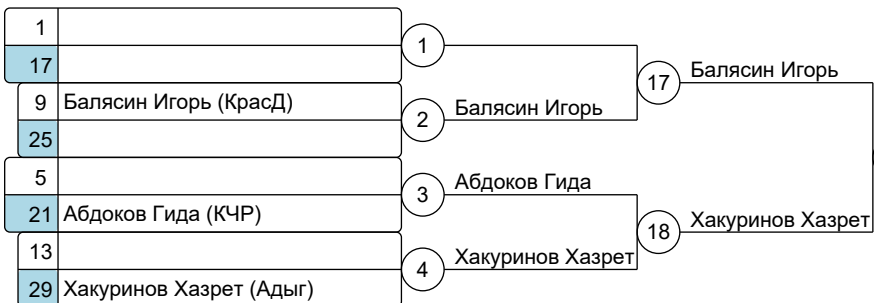 1
17
9 Балясин Игорь (КрасД)
25
5
21 Абдоков Гида (КЧР)
13
29 Хакуринов Хазрет (Адыг)
1
2 Балясин Игорь
3 Абдоков Гида
4 Хакуринов Хазрет
17 Балясин Игорь
18 Хакуринов Хазрет